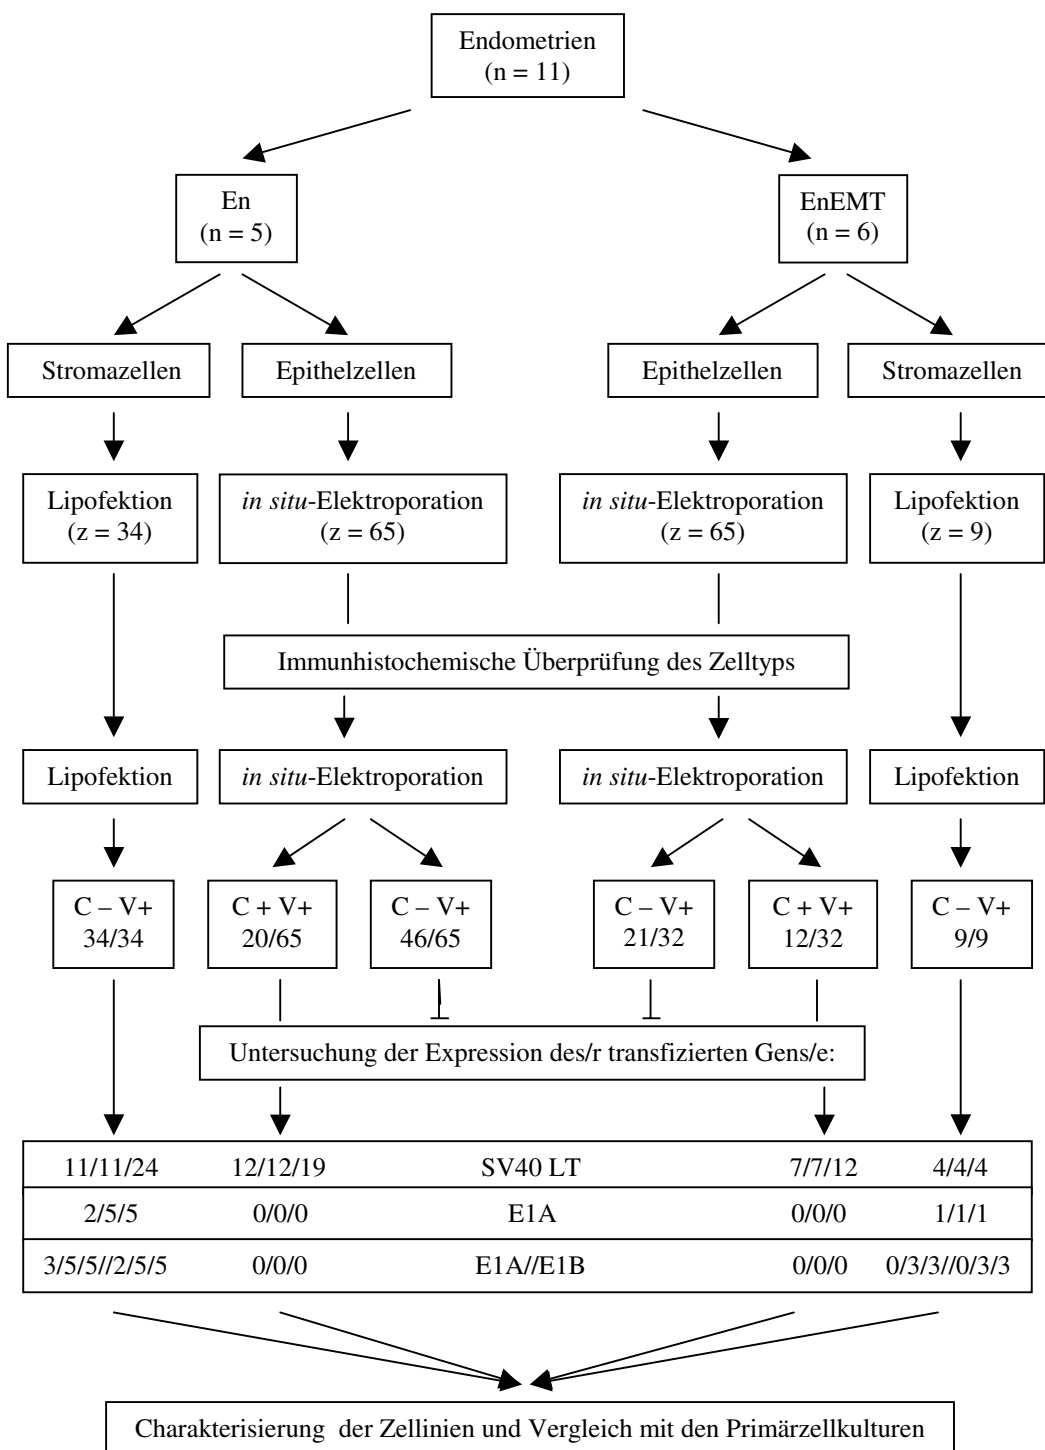 Endometrien
(n = 11)
En
(n = 5)
EnEMT
(n = 6)
Stromazellen
Epithelzellen
Epithelzellen
Stromazellen
Lipofektion
(z = 34)
in situ-Elektroporation
(z = 65)
in situ-Elektroporation
(z = 65)
Lipofektion
(z = 9)
Immunhistochemische Überprüfung des Zelltyps
Lipofektion
in situ-Elektroporation
in situ-Elektroporation
Lipofektion
C – V+
34/34
C + V+
20/65
C – V+
46/65
C – V+
21/32
C + V+
12/32
C – V+
9/9
Untersuchung der Expression des/r transfizierten Gens/e:
11/11/24 12/12/19 SV40 LT 7/7/12 4/4/4
2/5/5 0/0/0 E1A 0/0/0 1/1/1
3/5/5//2/5/5 0/0/0 E1A//E1B 0/0/0 0/3/3//0/3/3
Charakterisierung der Zellinien und Vergleich mit den Primärzellkulturen